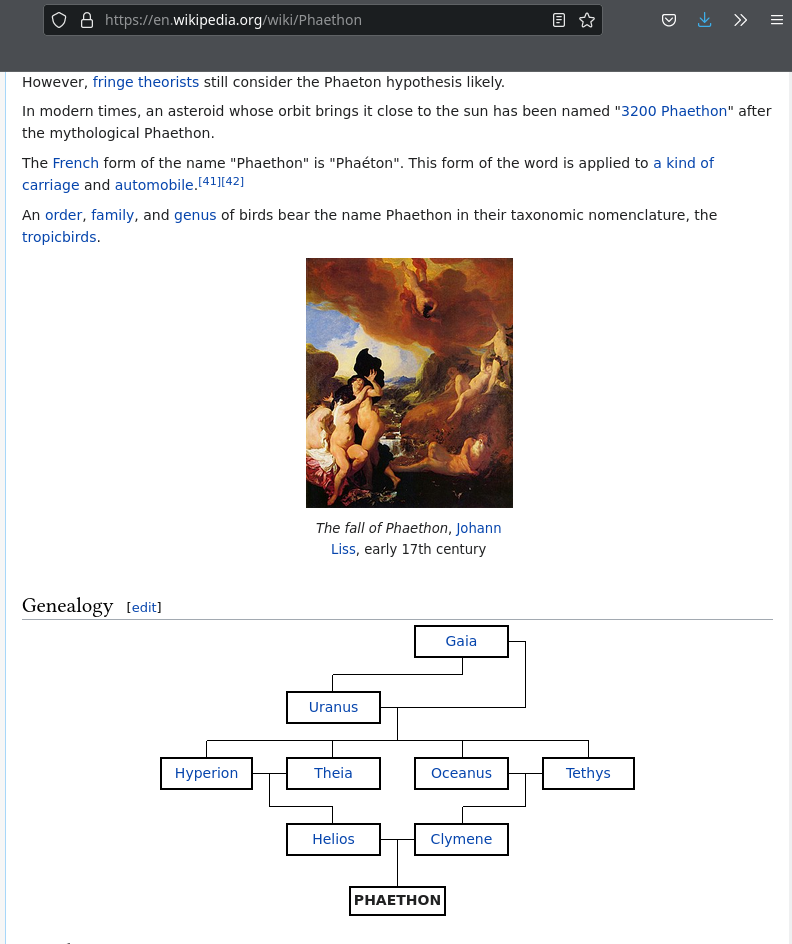 https://en.wikipedia.org/wiki/Phaethon
However, fringe theorists still consider the Phaeton hypothesis likely.
In modern times, an asteroid whose orbit brings it close to the sun has been named "3200 Phaethon" after
the mythological Phaethon.
The French form of the name "Phaethon" is "Phaéton". This form of the word is applied to a kind of
carriage and automobile.[41][42]
An order, family, and genus of birds bear the name Phaethon in their taxonomic nomenclature, the
tropicbirds.
The fall of Phaethon, Johann
Liss, early 17th century
Genealogy [edit]
Gaia
Uranus
Hyperion Theia Oceanus Tethys
Helios Clymene
PHAETHON